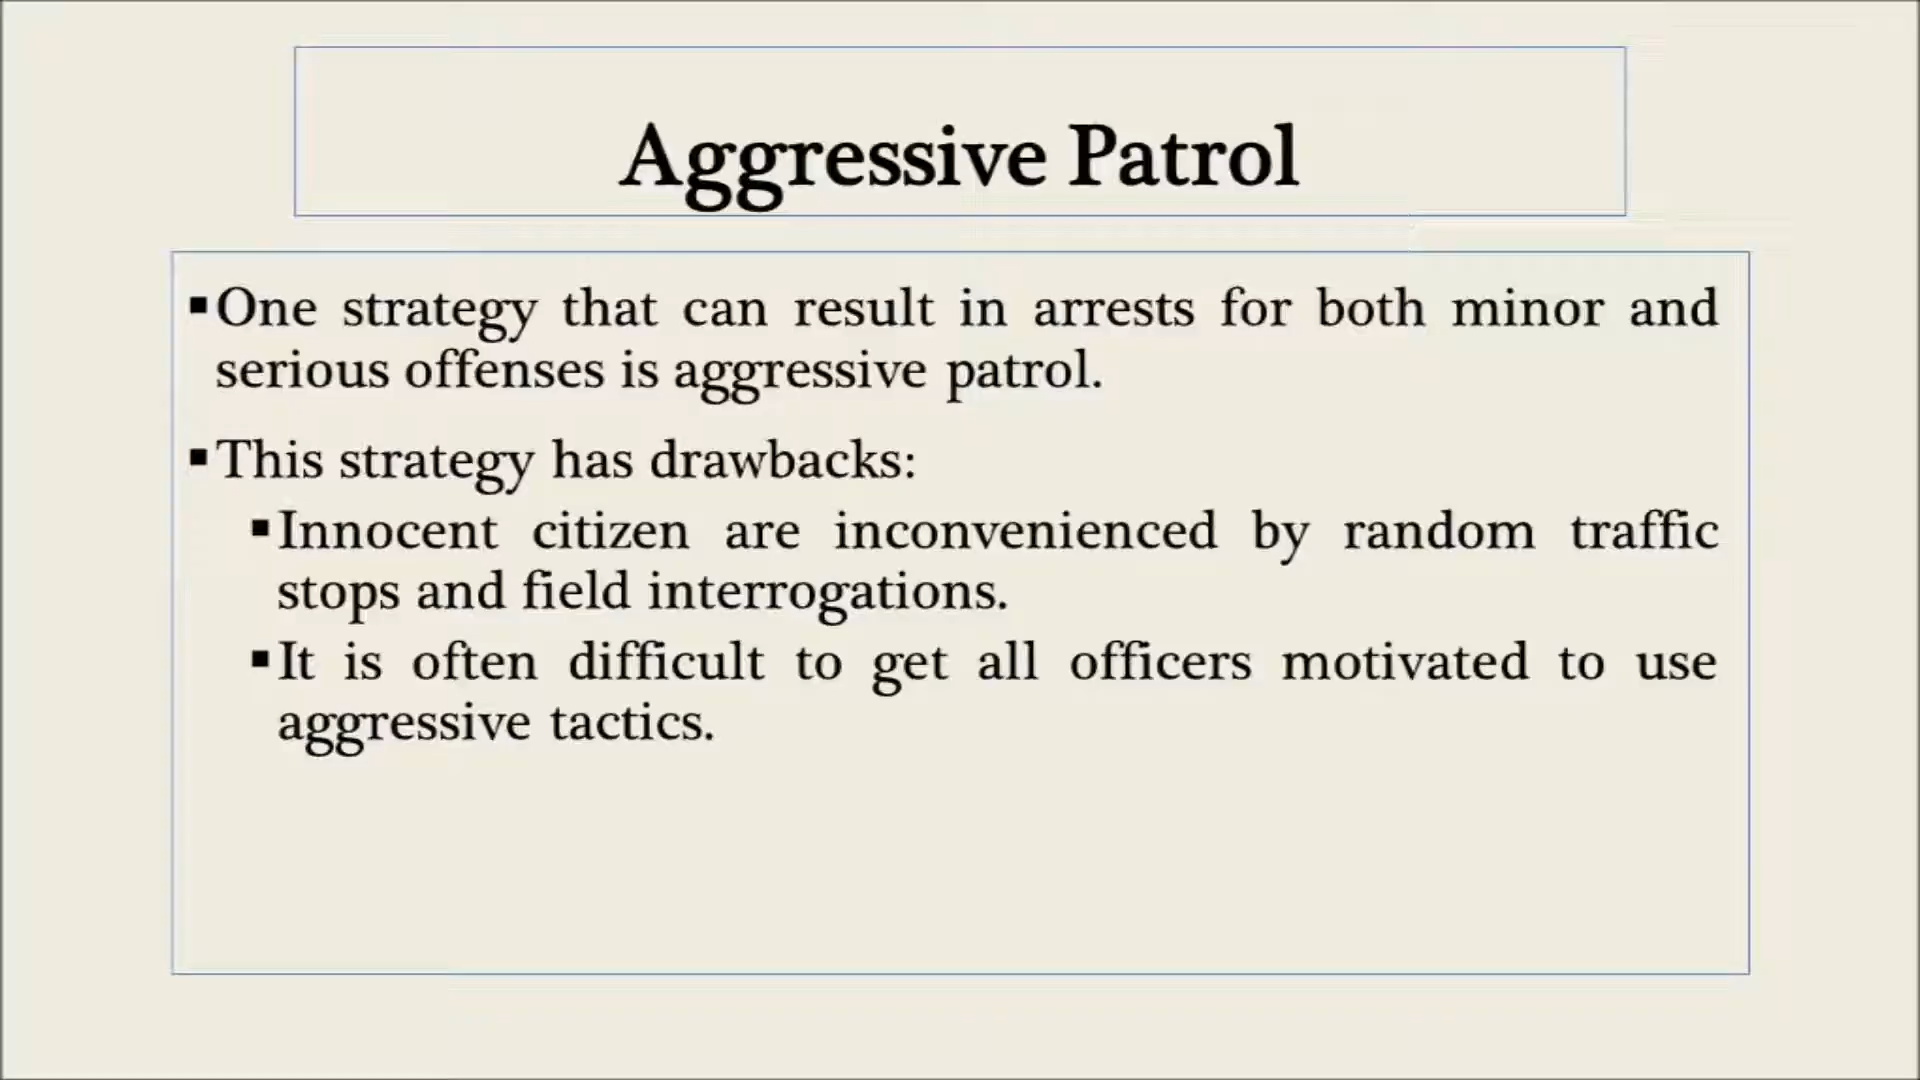 Aggressive Patrol
▪One strategy that can result in arrests for both minor and
serious offenses is aggressive patrol.
▪This strategy has drawbacks:
▪Innocent citizen are inconvenienced by random traffic
stops and field interrogations.
▪It is often difficult to get all officers motivated to use
aggressive tactics.